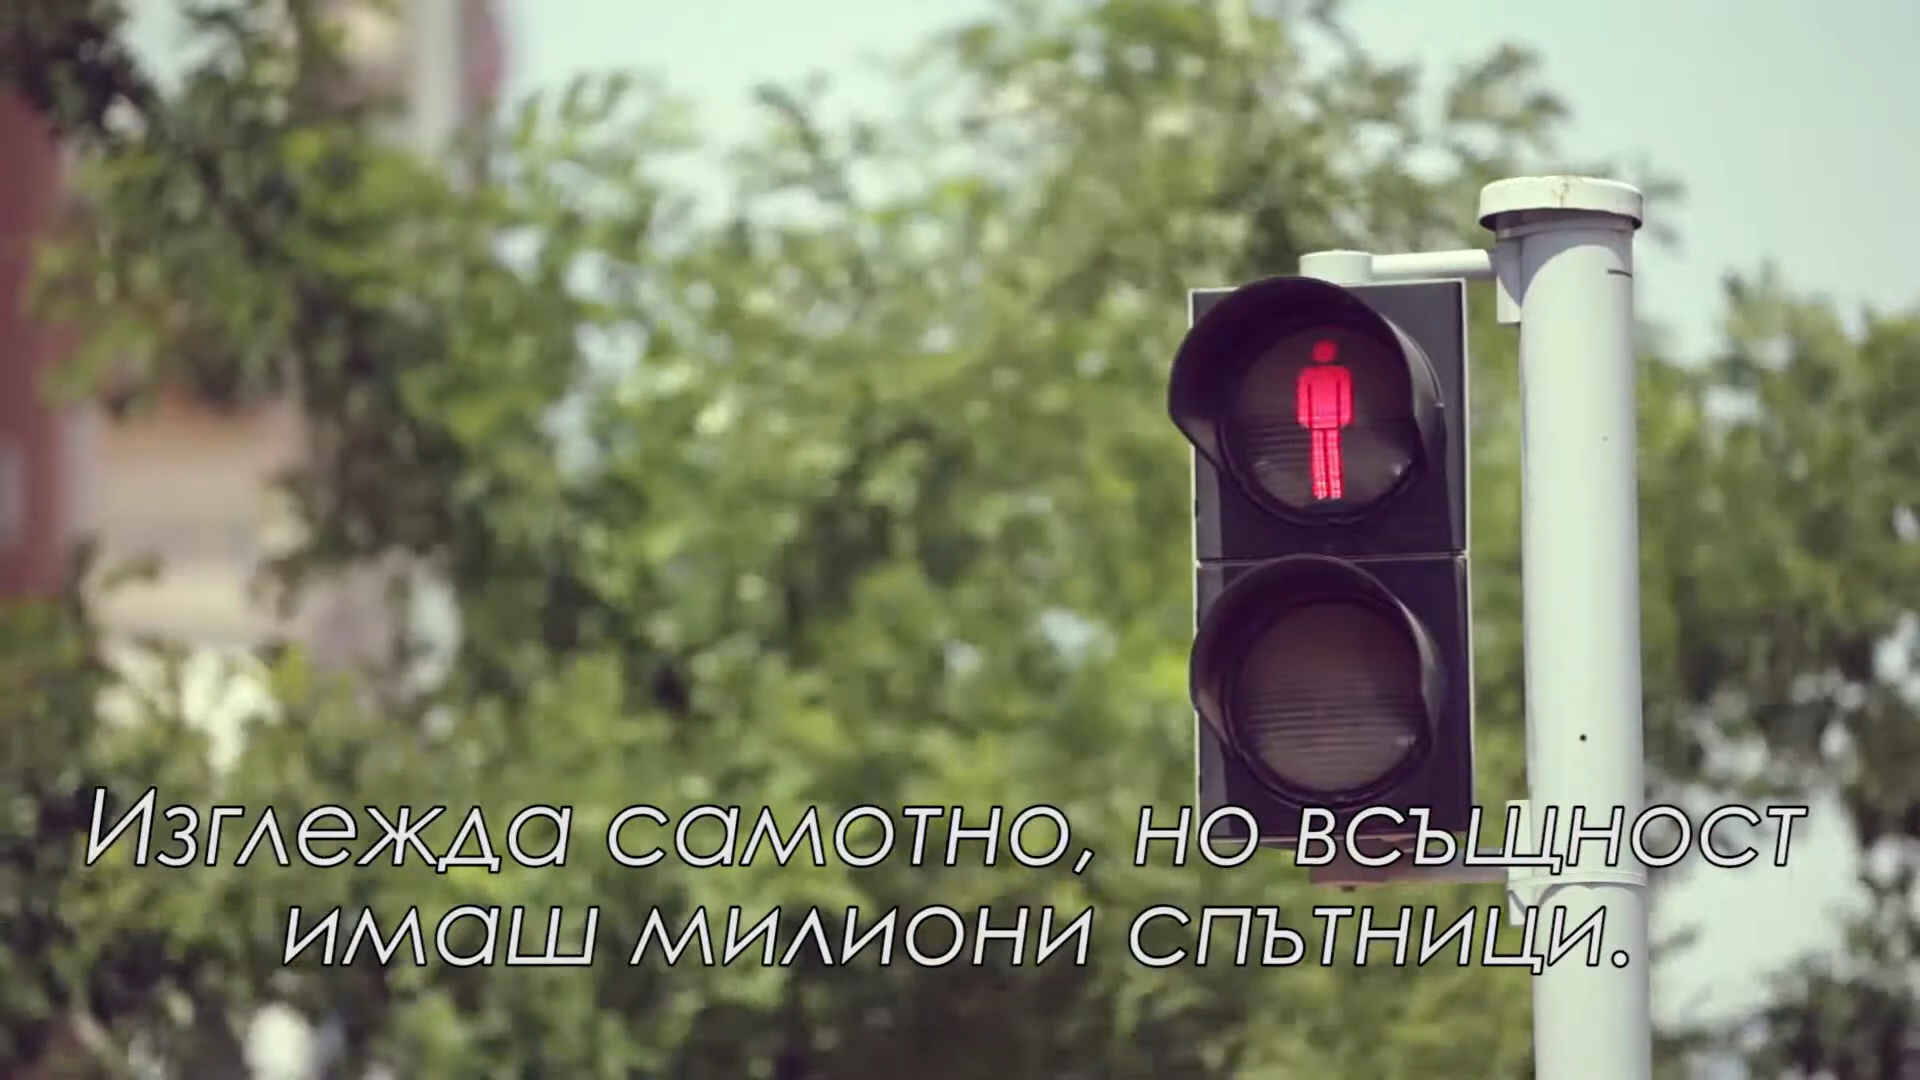 Изглежда самотно, но всъщност
имаш милиони спътници.